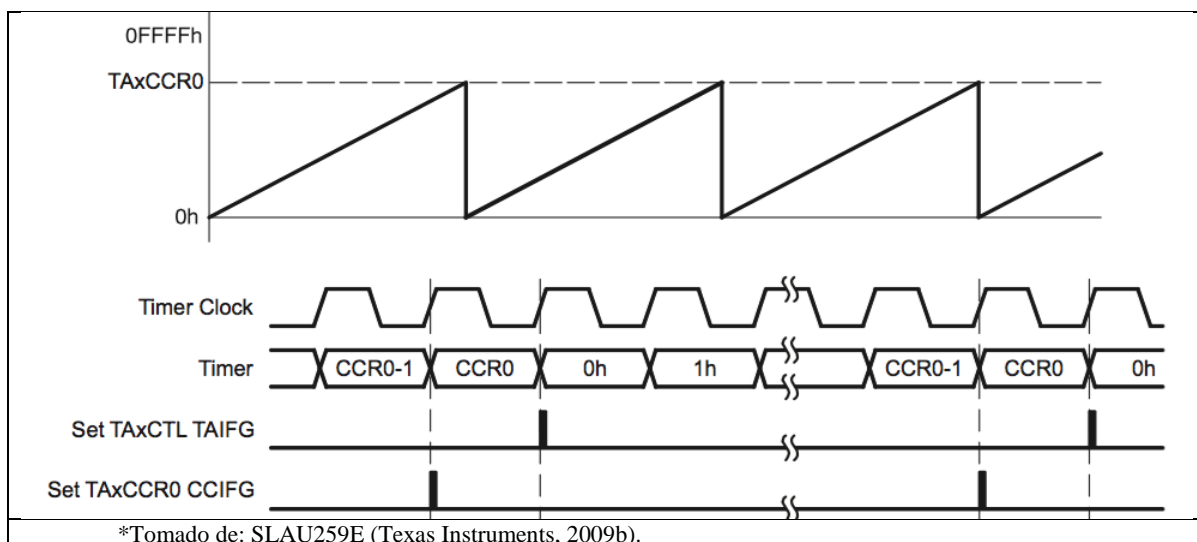 0FFFFh
TAxCCR0
0h
Timer Clock
Timer CCR0-1 CCR0 0h 1h CCR0-1 CCR0 0h
Set TAxCTL TAIFG
Set TAxCCR0 CCIFG
*Tomado de: SLAU259E (Texas Instruments, 2009b).